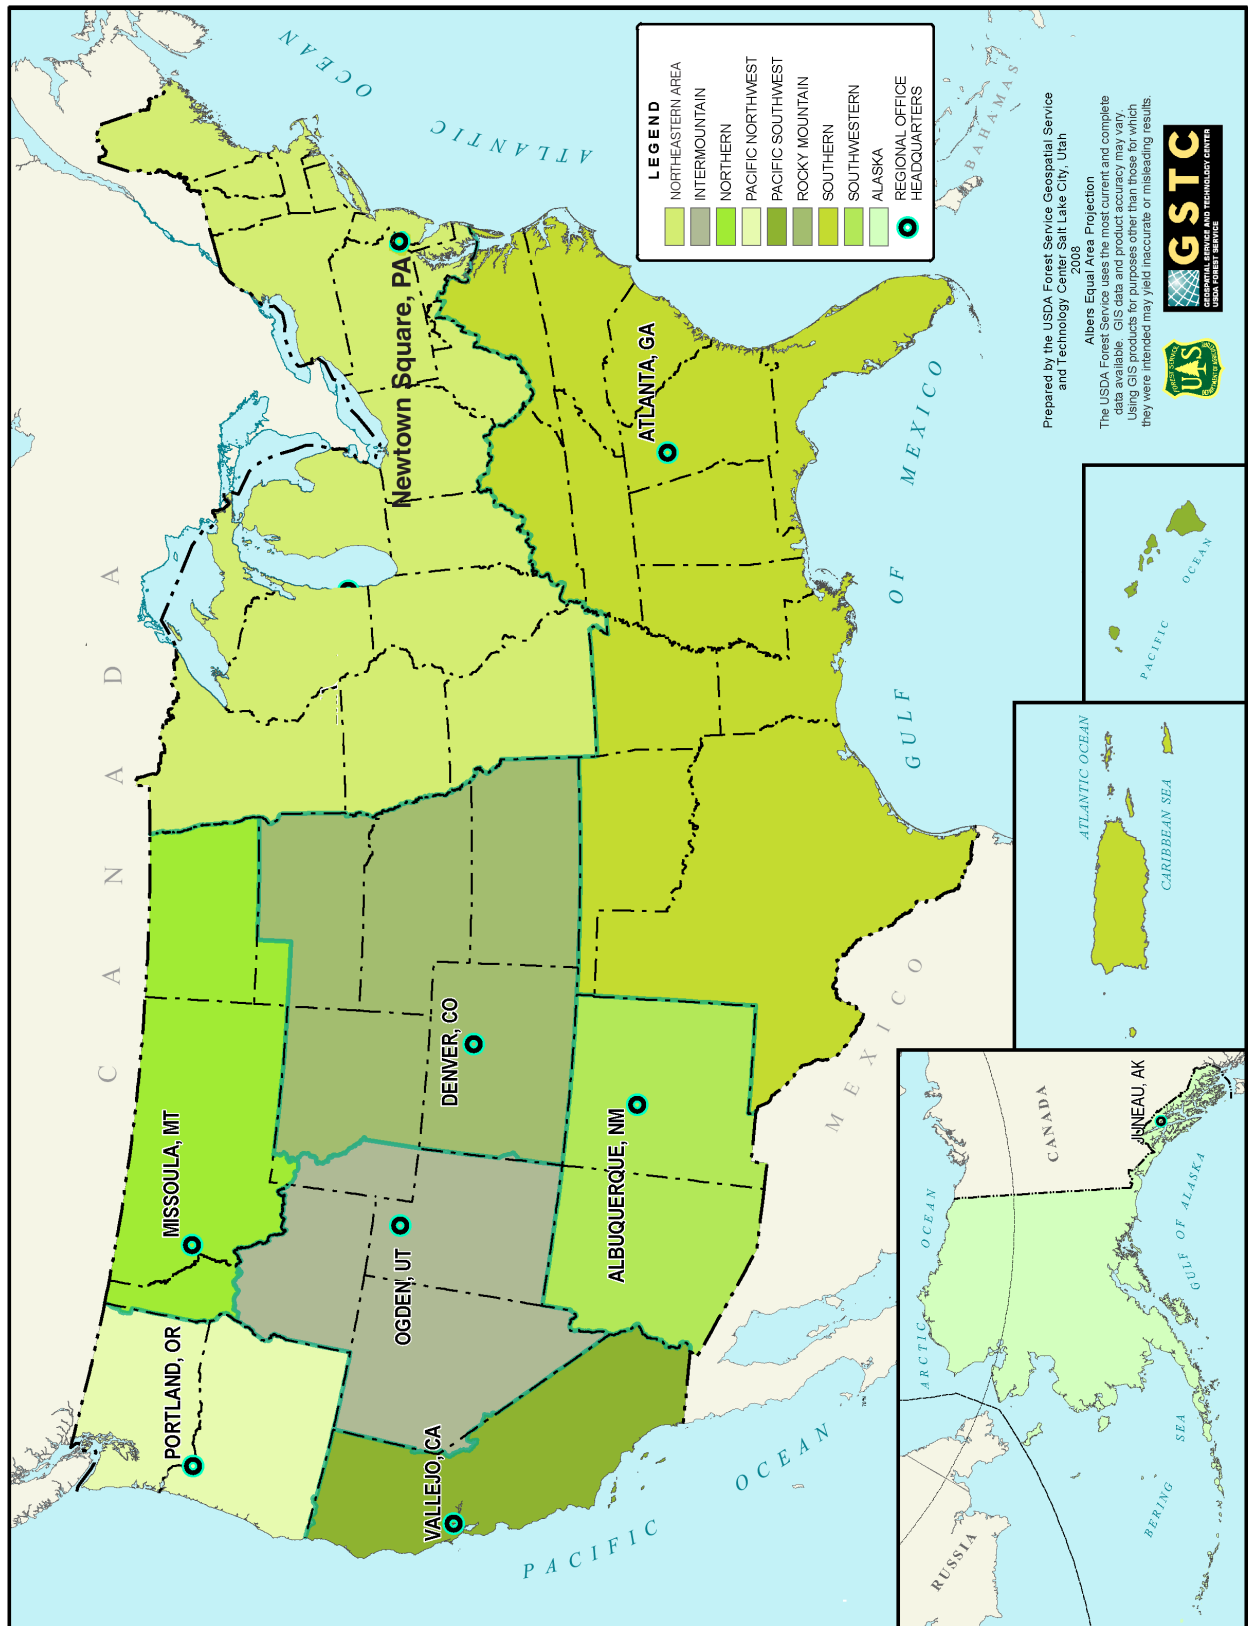 CANADA
ATLANTIC OCEAN
PORTLAND, OR
MISSOULA, MT
OGDEN, UT
VALLEJO, CA
DENVER, CO
ALBUQUERQUE, NM
Newtown Square, PA
ATLANTA, GA
PACIFIC OCEAN
MEXICO
GULF OF MEXICO
BAHAMAS
LEGEND
NORTHEASTERN AREA
INTERMOUNTAIN
NORTHERN
PACIFIC NORTHWEST
PACIFIC SOUTHWEST
ROCKY MOUNTAIN
SOUTHERN
SOUTHWESTERN
ALASKA
REGIONAL OFFICE
HEADQUARTERS
RUSSIA
ARCTIC OCEAN
CANADA
BERING SEA
GULF OF ALASKA
JUNEAU, AK
ATLANTIC OCEAN
CARIBBEAN SEA
PACIFIC OCEAN
Prepared by the USDA Forest Service Geospatial Service
and Technology Center Salt Lake City, Utah
2008
Albers Equal Area Projection
The USDA Forest Service uses the most current and complete
data available. GIS data and product accuracy may vary.
Using GIS products for purposes other than those for which
they were intended may yield inaccurate or misleading results.
FOREST SERVICE
UAS
DEPARTMENT OF AGRICULTURE
GSTC
GEOSPATIAL SERVICE AND TECHNOLOGY CENTER
USDA FOREST SERVICE